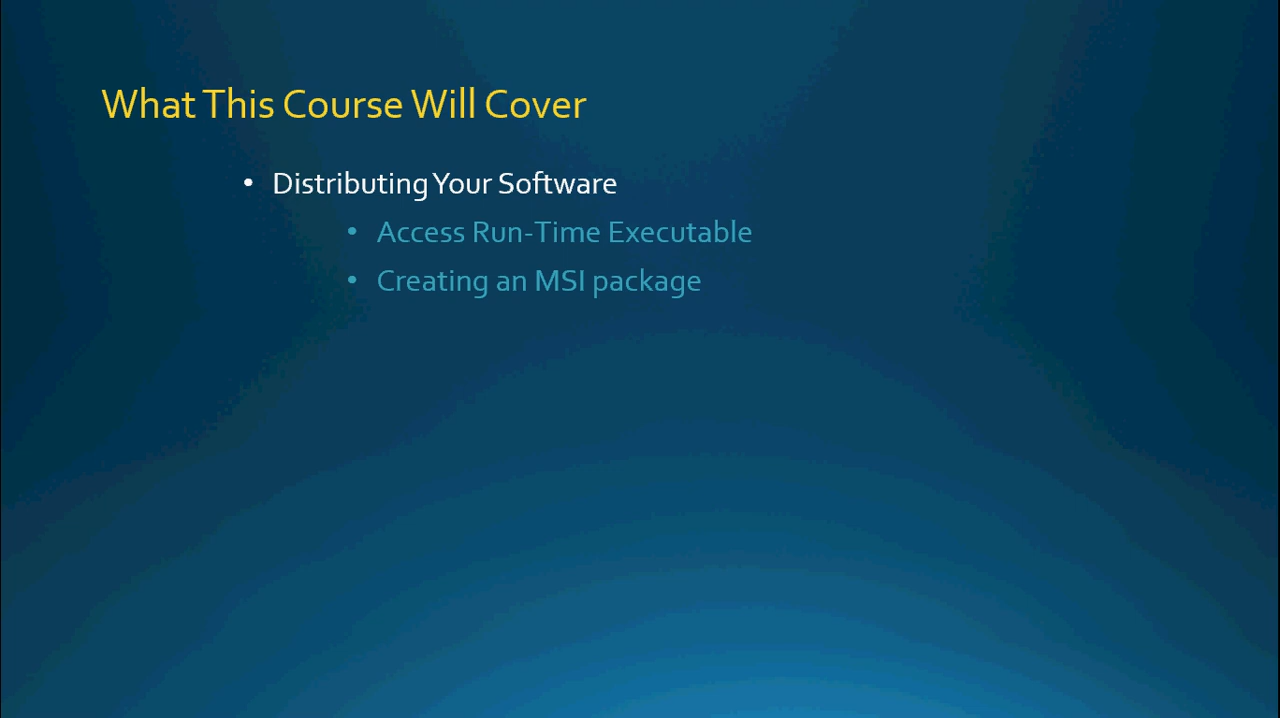 What This Course Will Cover
• Distributing Your Software
• Access Run-Time Executable
• Creating an MSI package